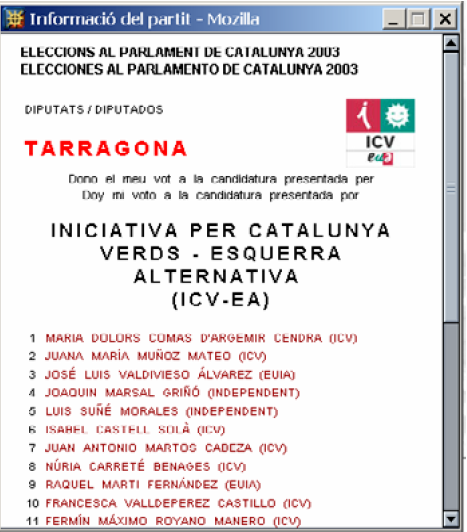 Informació del partit - Mozilla
ELECCIONS AL PARLAMENT DE CATALUNYA 2003
ELECCIONES AL PARLAMENTO DE CATALUNYA 2003
DIPUTATS / DIPUTADOS
ICV
EUiA
TARRAGONA
Dono el meu vot a la candidatura presentada per
Doy mi voto a la candidatura presentada por
INICIATIVA PER CATALUNYA
VERDS - ESQUERRA
ALTERNATIVA
(ICV-EA)
1 MARIA DOLORS COMAS D'ARGEMIR CENDRA (ICV)
2 JUANA MARÍA MUÑOZ MATEO (ICV)
3 JOSÉ LUIS VALDIVIESO ÁLVAREZ (EUIA)
4 JOAQUIN MARSAL GRIÑÓ (INDEPENDENT)
5 LUIS SUÑÉ MORALES (INDEPENDENT)
6 ISABEL CASTELL SOLÀ (ICV)
7 JUAN ANTONIO MARTOS CABEZA (ICV)
8 NÚRIA CARRETÉ BENAGES (ICV)
9 RAQUEL MARTI FERNÁNDEZ (EUIA)
10 FRANCESCA VALLDEPEREZ CASTILLO (ICV)
11 FERMÍN MÁXIMO ROYANO MANERO (ICV)